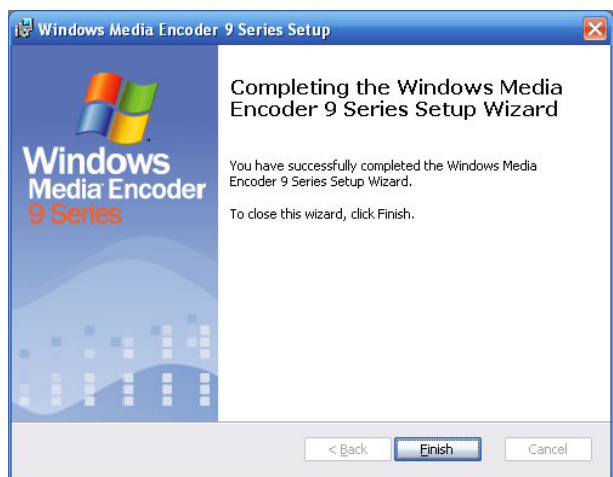 Windows Media Encoder 9 Series Setup
Windows
Media Encoder
9 Series
Completing the Windows Media
Encoder 9 Series Setup Wizard
You have successfully completed the Windows Media
Encoder 9 Series Setup Wizard.
To close this wizard, click Finish.
< Back
Finish
Cancel